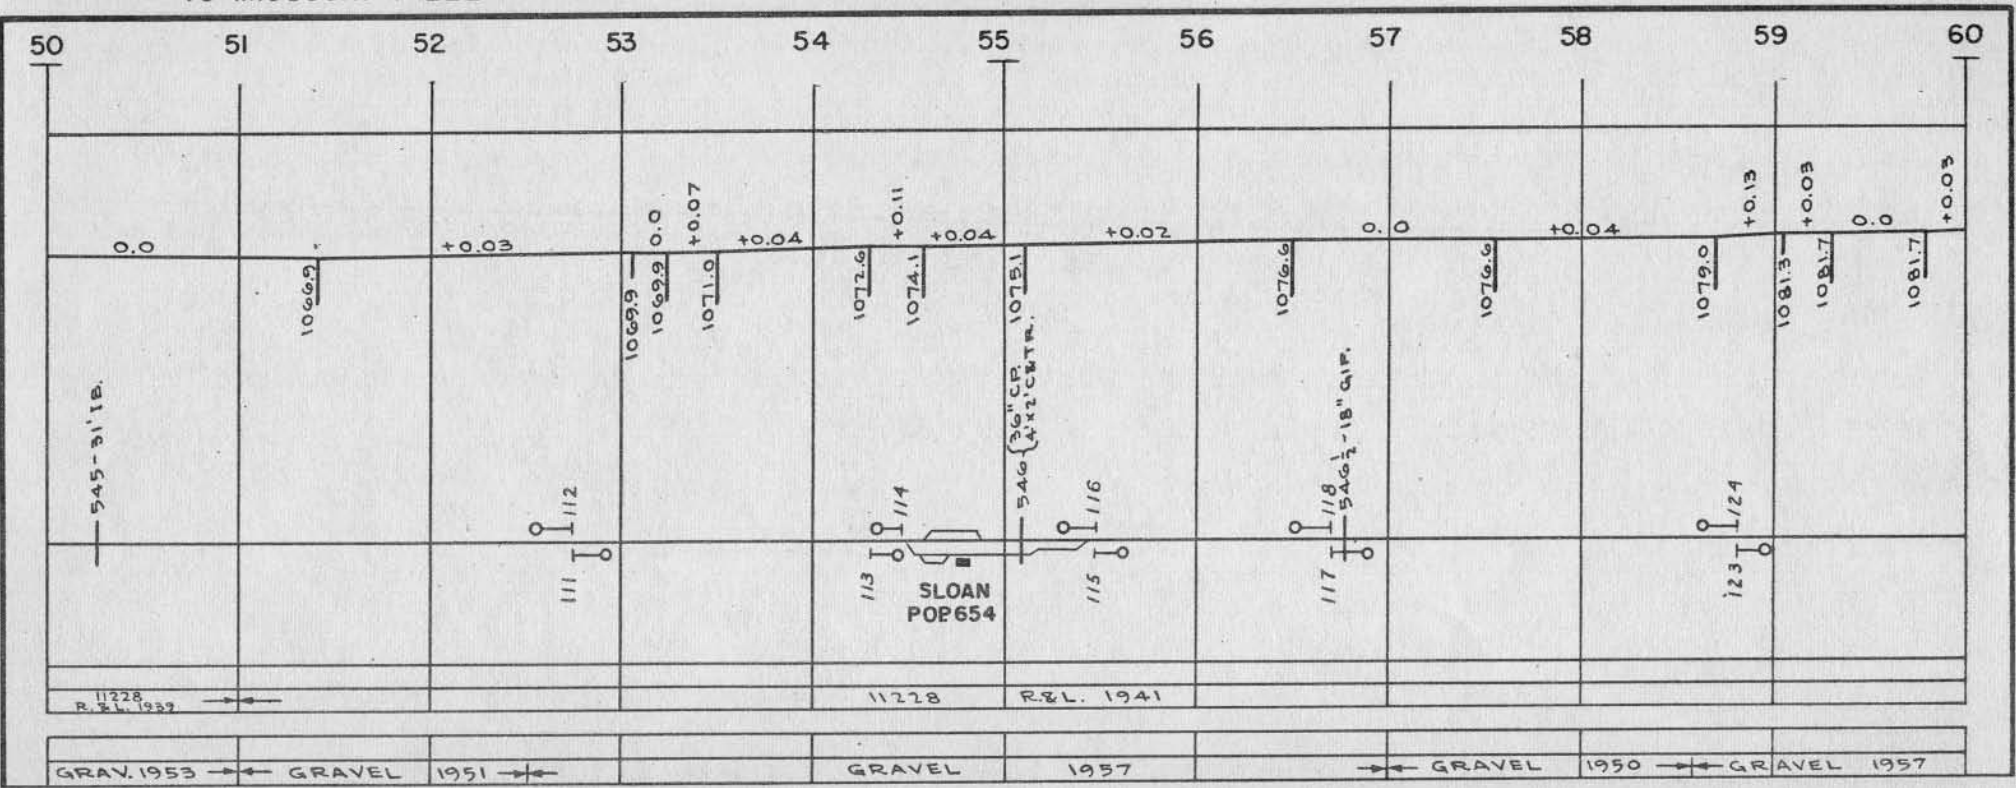 50 51 52 53 54 55 56 57 58 59 60
0.0 +0.03 0.0 +0.07 +0.04 +0.11 +0.04 +0.02 0.0 +0.04 +0.13 +0.03 0.0 +0.03
1066.9 1069.9 1069.9 1071.0 1072.6 1074.1 1075.1 1076.6 1076.6 1079.0 1081.3 1081.7 1081.7
545-31' IB.
546 { 36" CP.
4'x2' CBTR.
546 1/2-18" GIP.
112 114 116 118 124
111 113 115 117 123
SLOAN
POP. 654
11228
R.&L. 1939
11228 R.&L. 1941
GRAV. 1953 GRAVEL 1951 GRAVEL 1957 GRAVEL 1950 GRAVEL 1957